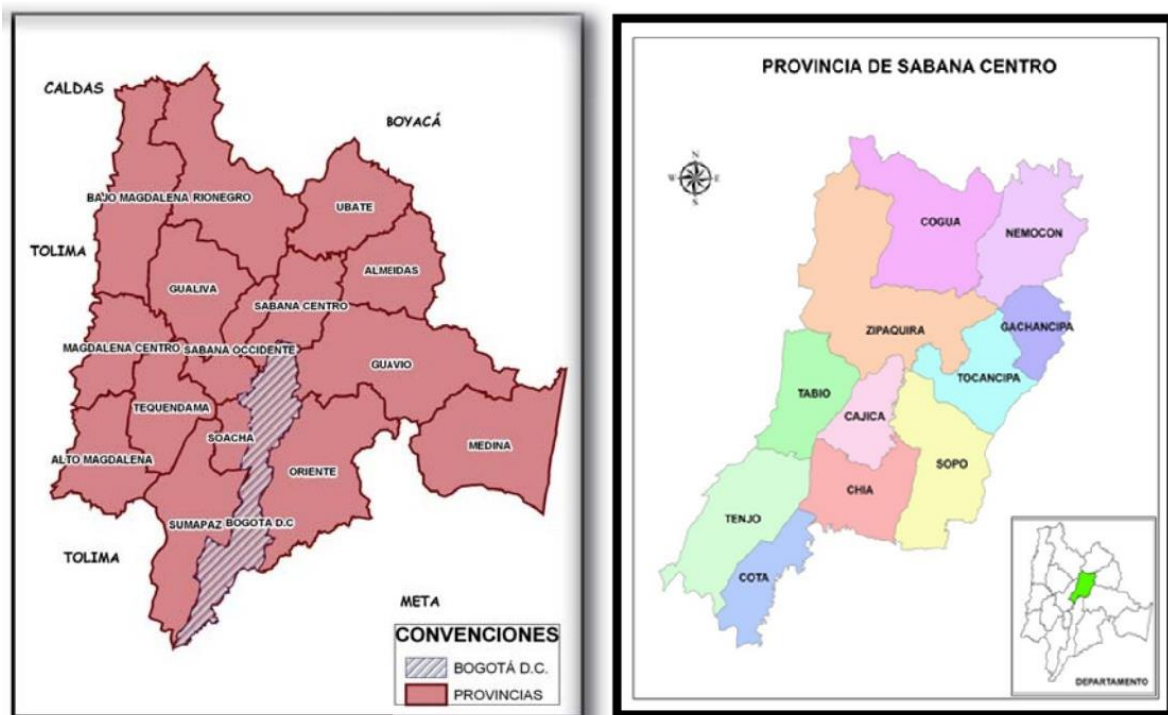 CALDAS
BOYACÁ
BAJO MAGDALENA
RIONEGRO
UBATE
TOLIMA
ALMEIDAS
GUALIVA
SABANA CENTRO
MAGDALENA CENTRO
SABANA OCCIDENTE
GUAVIO
TEQUENDAMA
SOACHA
MEDINA
ALTO MAGDALENA
ORIENTE
SUMAPAZ
BOGOTÁ D.C
TOLIMA
META
CONVENCIONES
BOGOTÁ D.C.
PROVINCIAS
PROVINCIA DE SABANA CENTRO
N
W
E
S
COGUA
NEMOCON
GACHANCIPA
ZIPAQUIRA
TOCANCIPA
TABIO
CAJICA
SOPO
CHIA
TENJO
COTA
DEPARTAMENTO